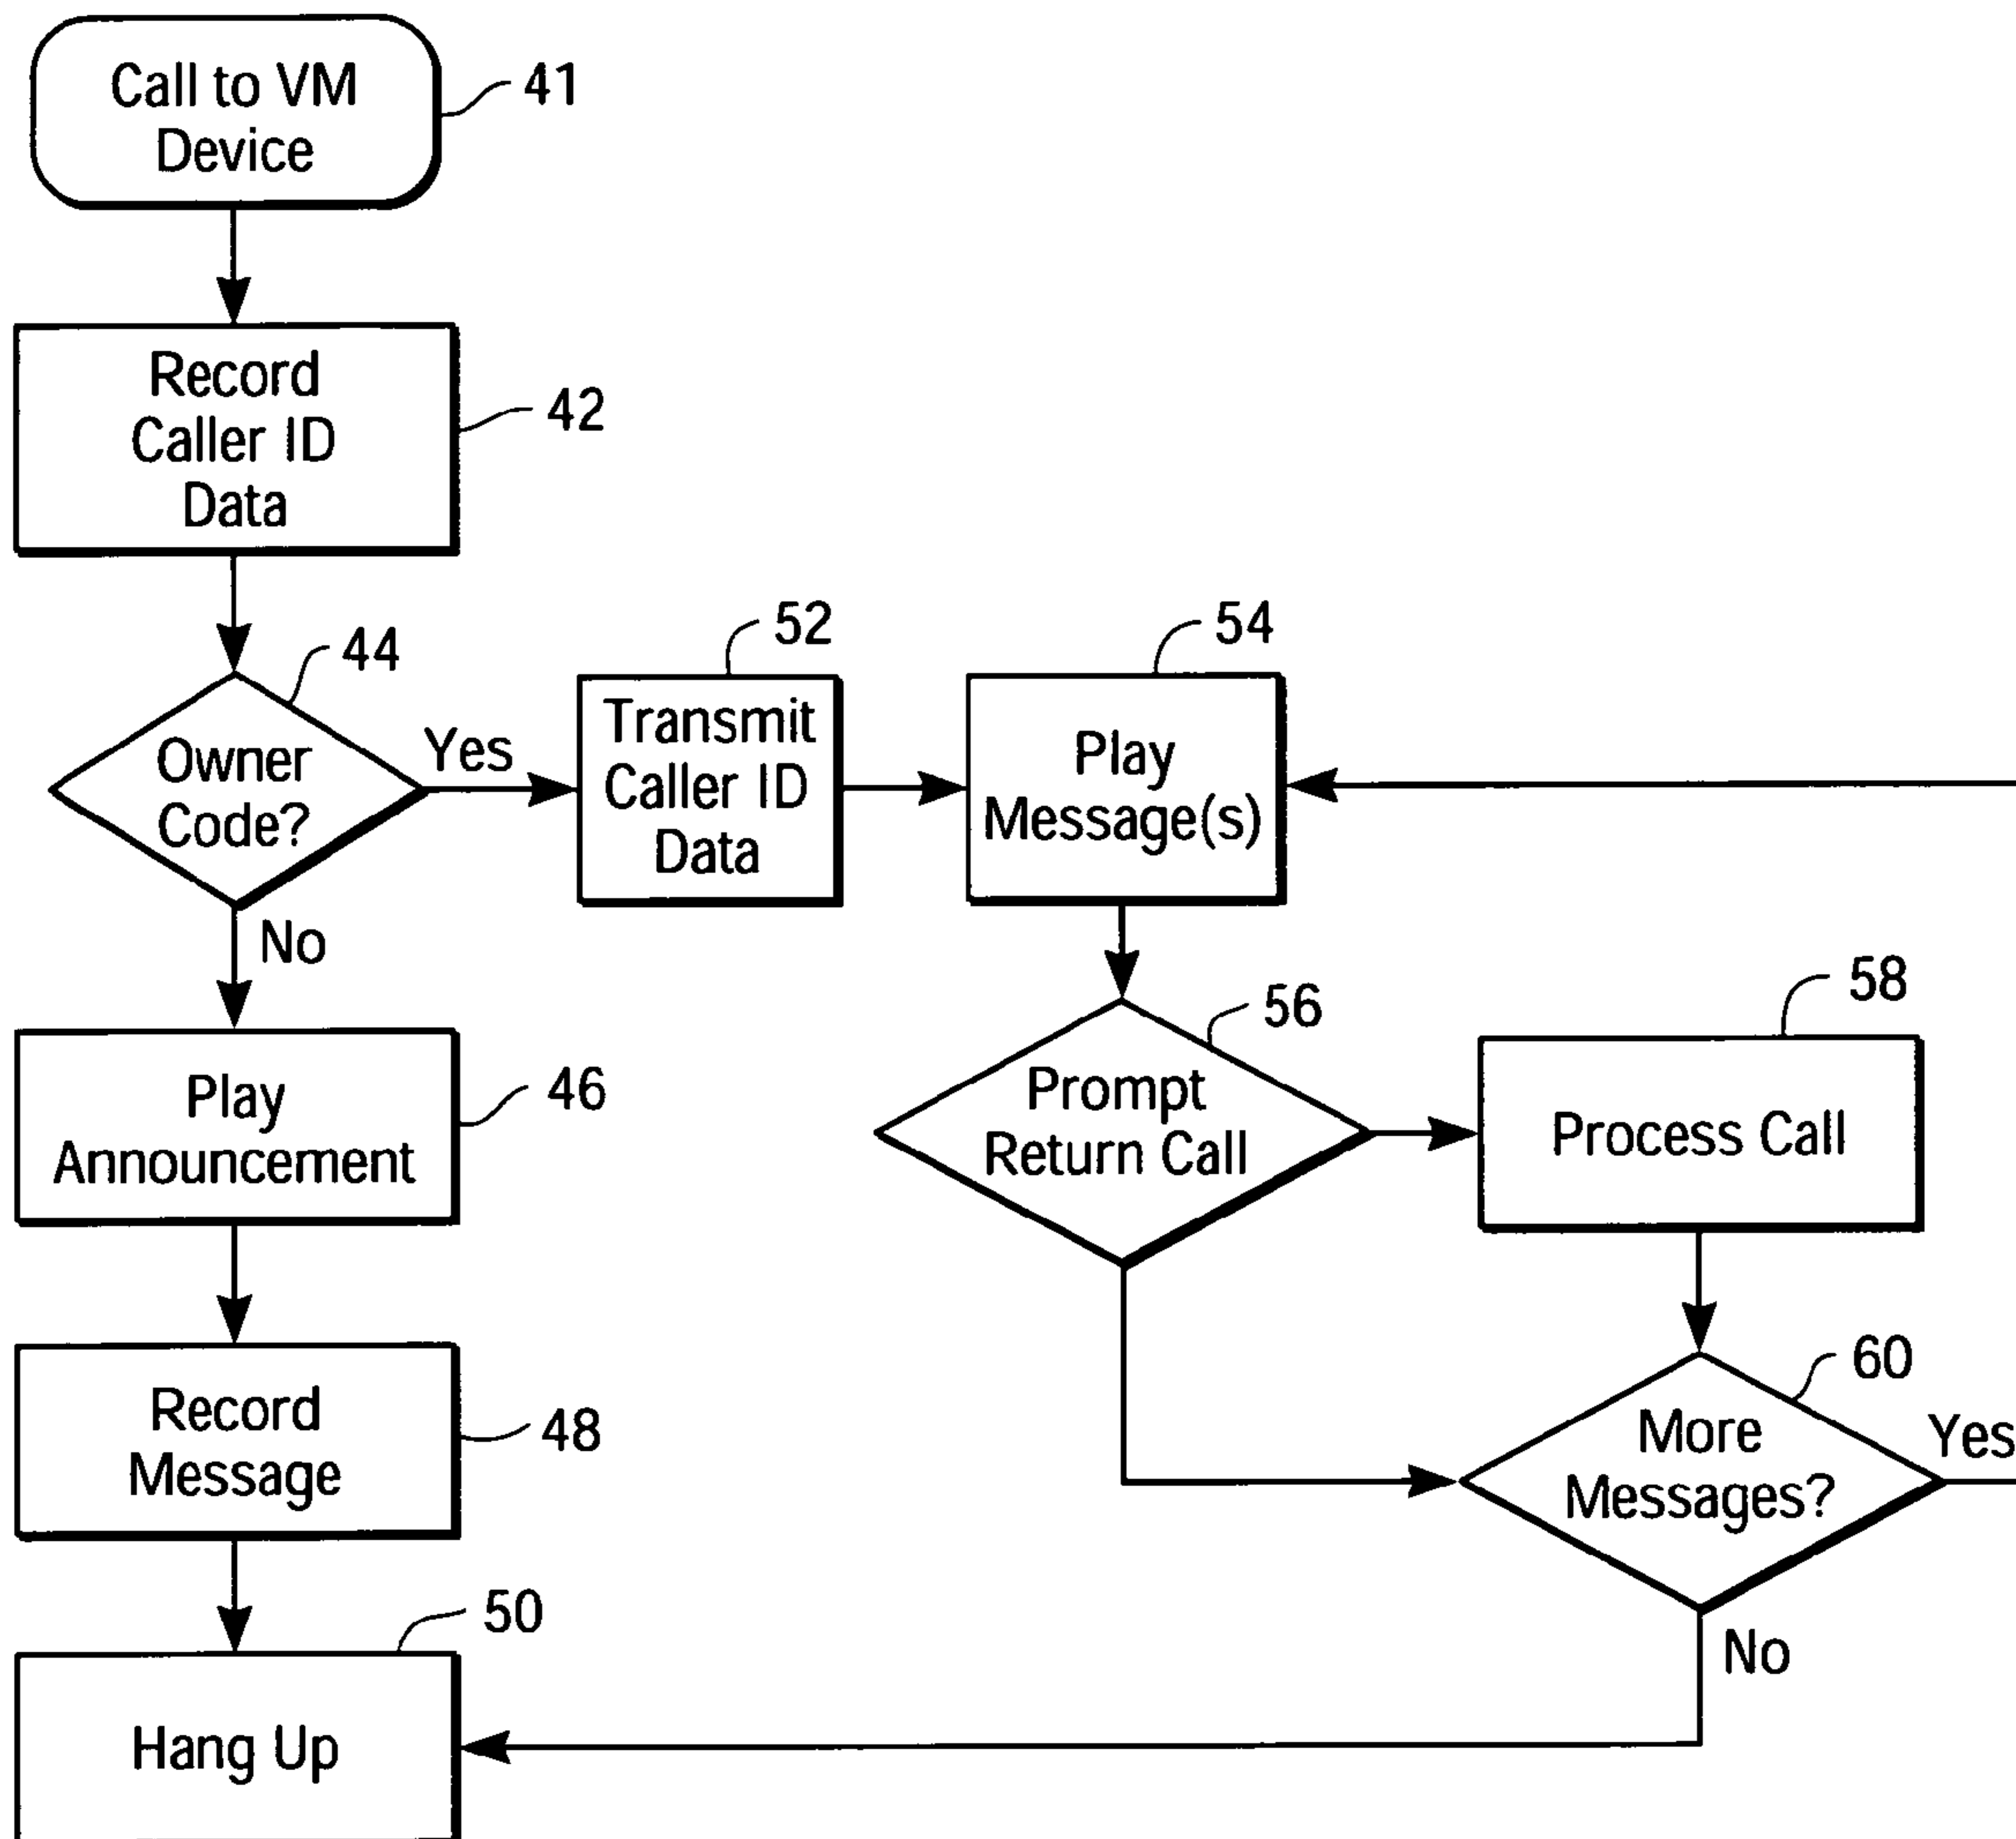 Call to VM
Device
41
Record
Caller ID
Data
42
Owner
Code?
44
Yes
No
Transmit
Caller ID
Data
52
Play
Message(s)
54
Prompt
Return Call
56
Process Call
58
Play
Announcement
46
Record
Message
48
More
Messages?
60
Yes
No
Hang Up
50